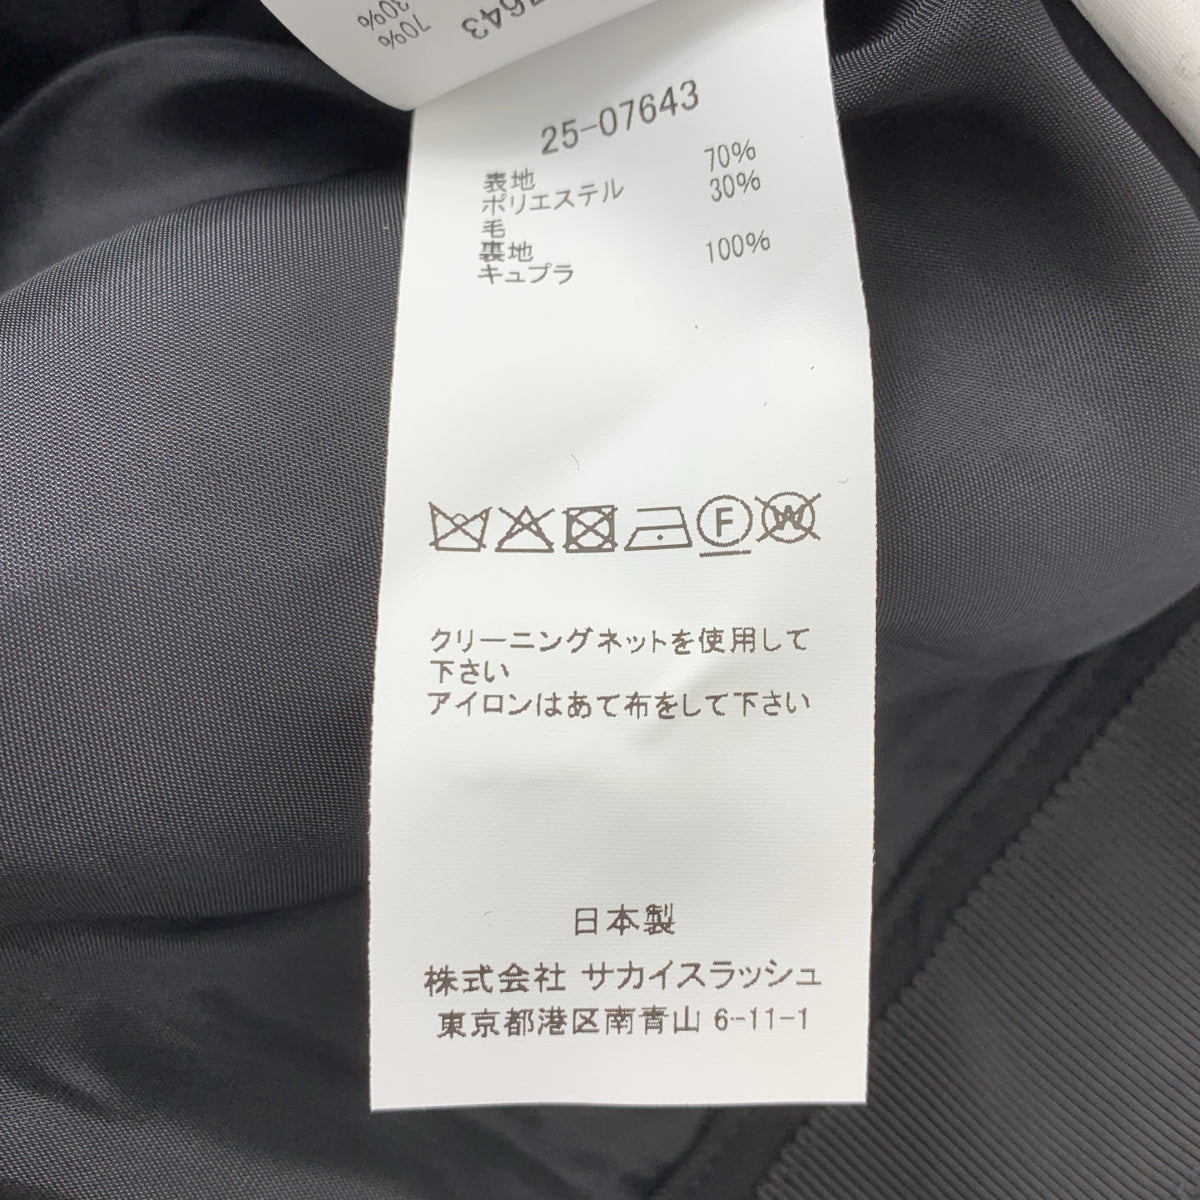 70%
30%
7643
25-07643
表地 70%
ポリエステル 30%
毛
裏地 100%
キュプラ
F W
クリーニングネットを使用して
下さい
アイロンはあて布をして下さい
日本製
株式会社 サカイスラッシュ
東京都港区南青山 6-11-1